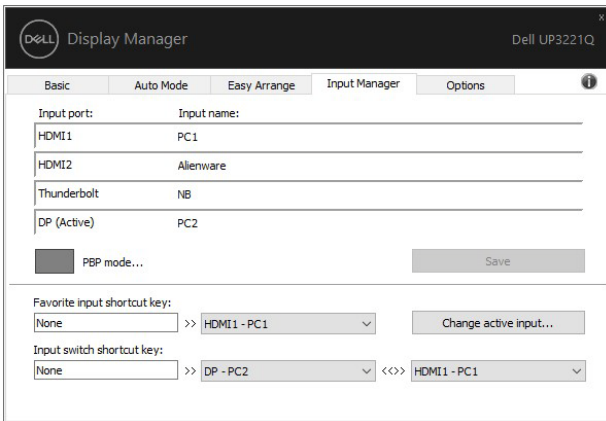 x
DELL Display Manager Dell UP3221Q
Basic Auto Mode Easy Arrange Input Manager Options i
Input port: Input name:
HDMI1 PC1
HDMI2 Alienware
Thunderbolt NB
DP (Active) PC2
PBP mode... Save
Favorite input shortcut key:
None >> HDMI1 - PC1 Change active input...
Input switch shortcut key:
None >> DP - PC2 <<>> HDMI1 - PC1